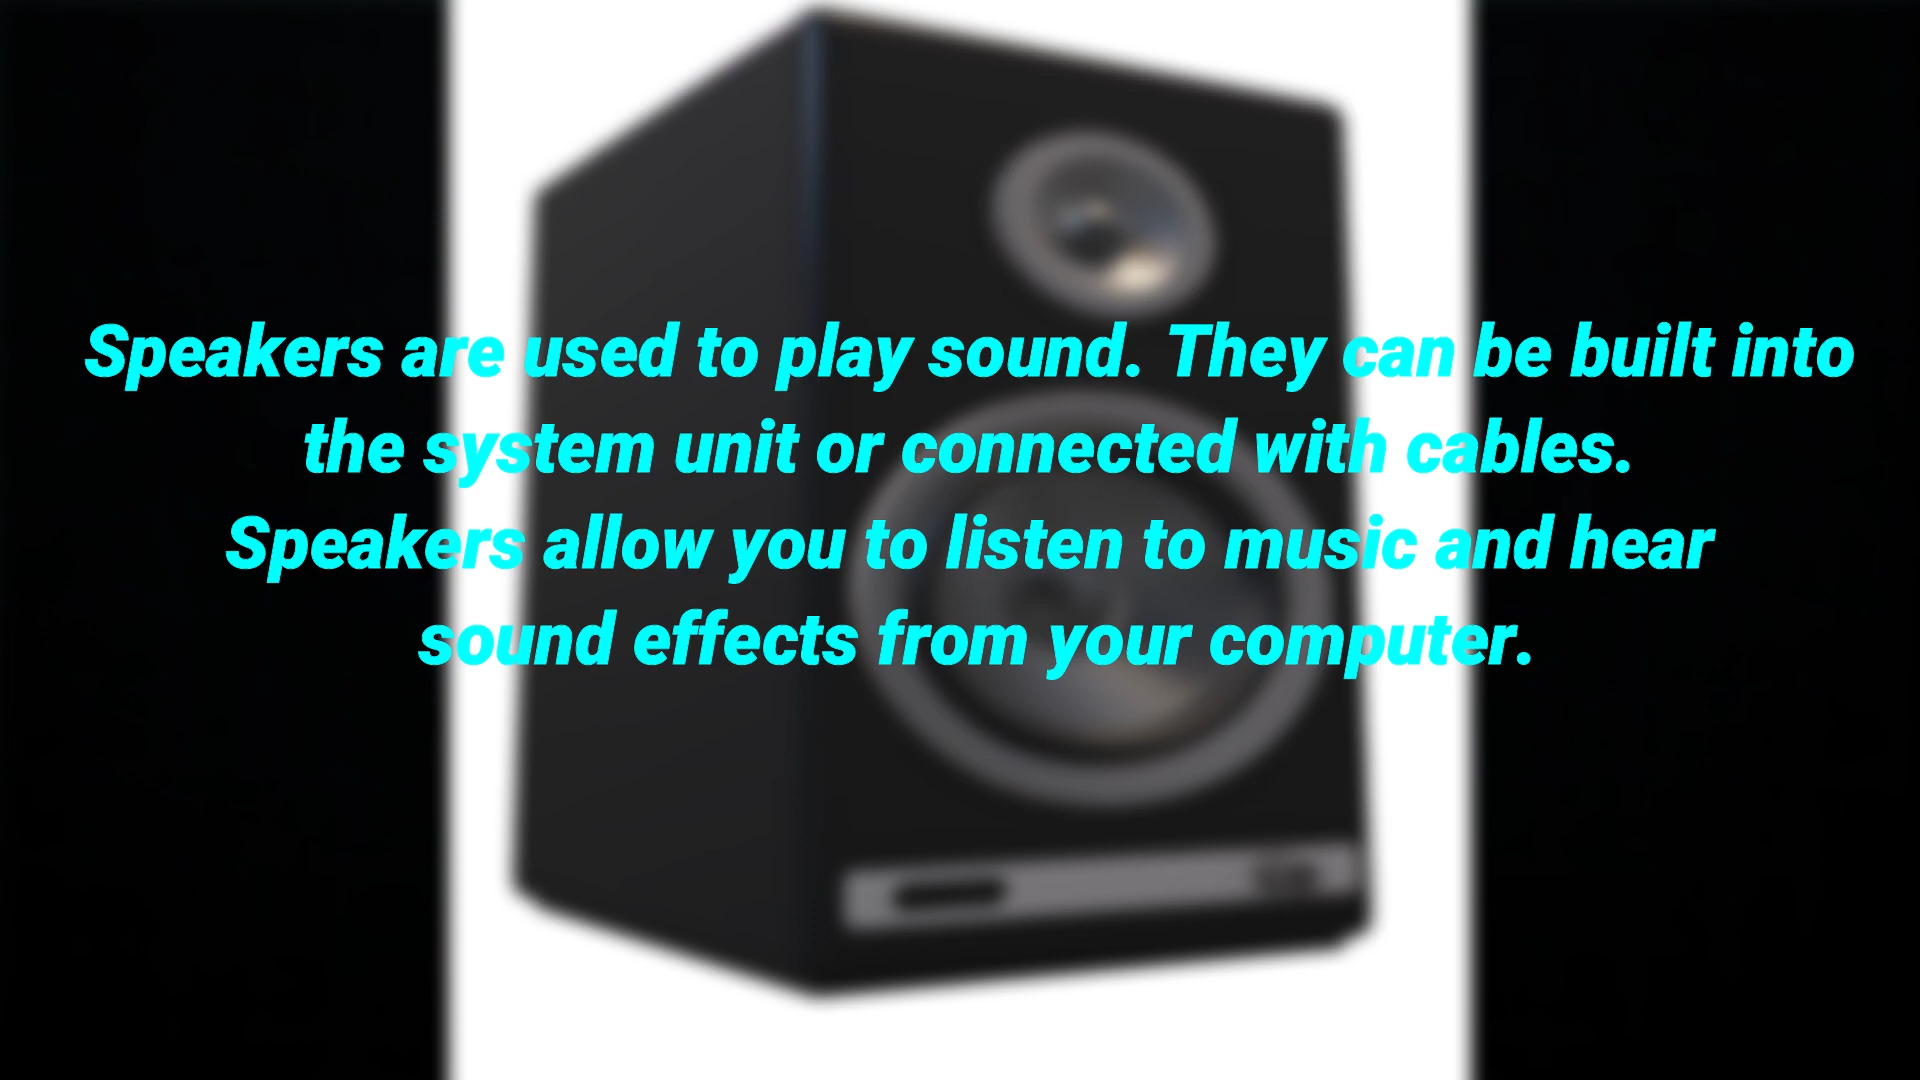 Speakers are used to play sound. They can be built into
the system unit or connected with cables.
Speakers allow you to listen to music and hear
sound effects from your computer.